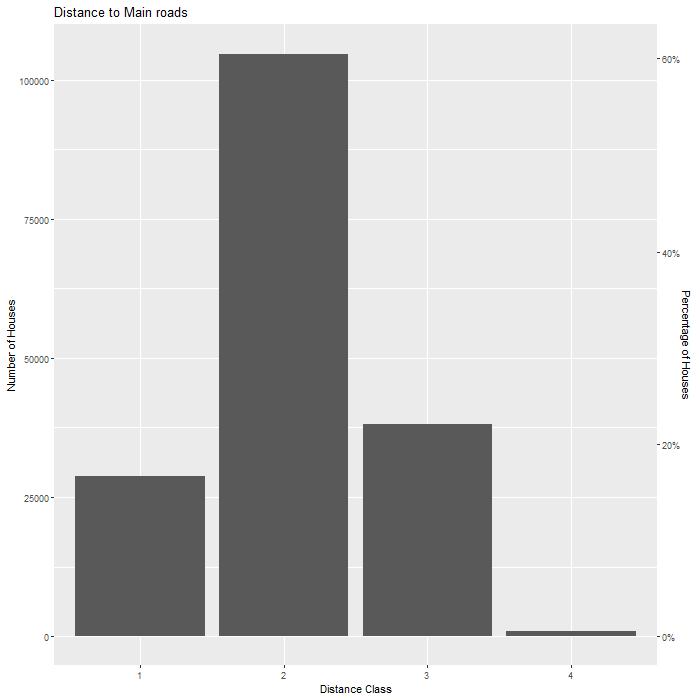 Distance to Main roads
Number of Houses
100000
75000
50000
25000
0
60%
40%
20%
0%
Percentage of Houses
1 2 3 4
Distance Class